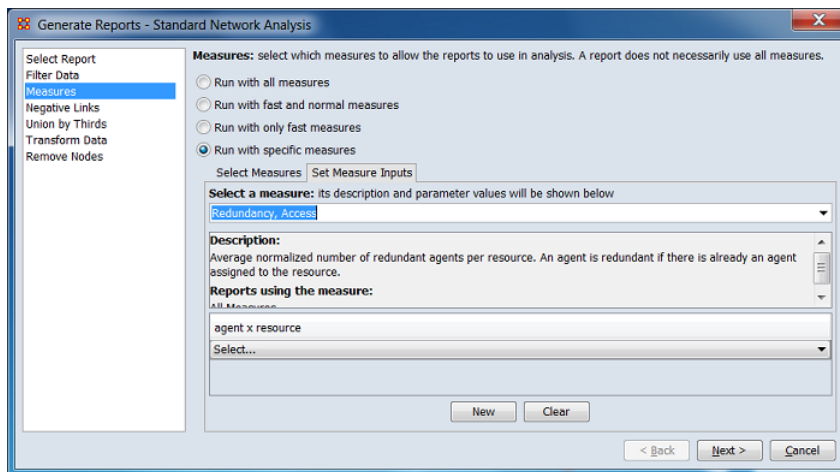 Generate Reports - Standard Network Analysis
Select Report
Filter Data
Measures
Negative Links
Union by Thirds
Transform Data
Remove Nodes
Measures: select which measures to allow the reports to use in analysis. A report does not necessarily use all measures.
Run with all measures
Run with fast and normal measures
Run with only fast measures
Run with specific measures
Select Measures Set Measure Inputs
Select a measure: its description and parameter values will be shown below
Redundancy, Access
Description:
Average normalized number of redundant agents per resource. An agent is redundant if there is already an agent
assigned to the resource.
Reports using the measure:
All Measures
agent x resource
Select...
New Clear
< Back Next > Cancel